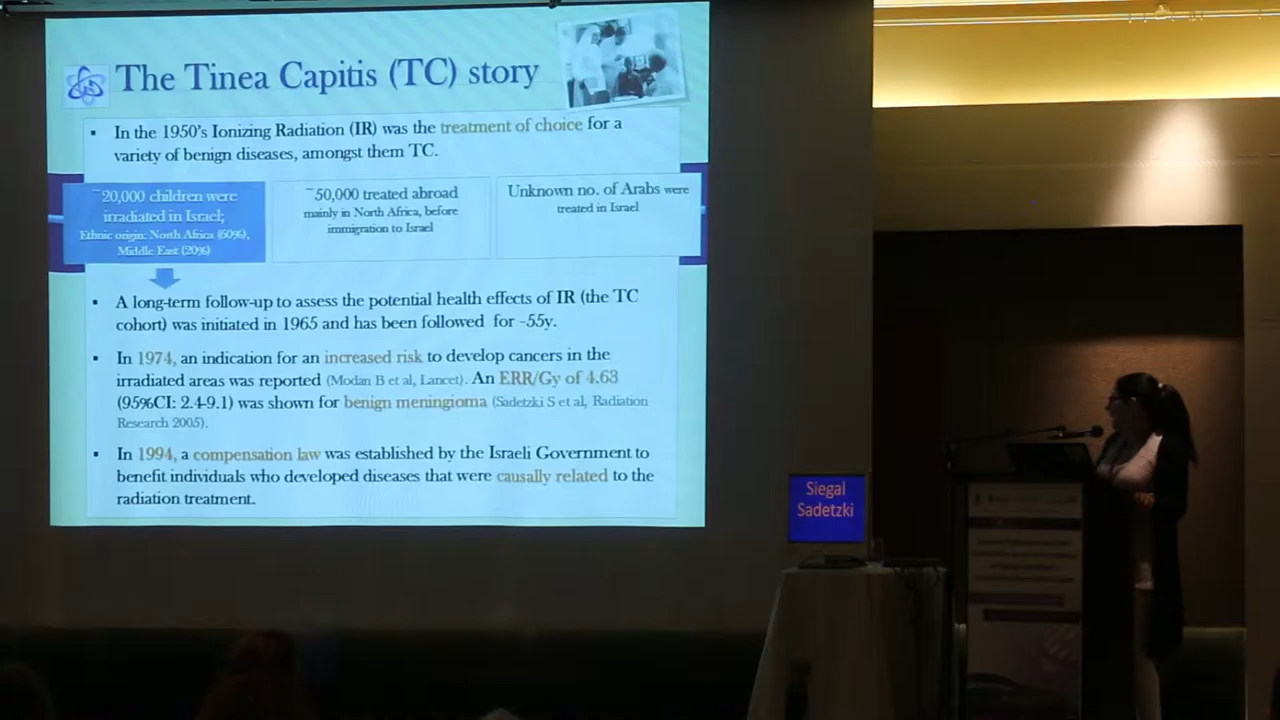 The Tinea Capitis (TC) story
▪ In the 1950's Ionizing Radiation (IR) was the treatment of choice for a
variety of benign diseases, amongst them TC.
~20,000 children were
irradiated in Israel;
Ethnic origin: North Africa (60%),
Middle East (20%)
~50,000 treated abroad
mainly in North Africa, before
immigration to Israel
Unknown no. of Arabs were
treated in Israel
▪ A long-term follow-up to assess the potential health effects of IR (the TC
cohort) was initiated in 1965 and has been followed for ~55y.
▪ In 1974, an indication for an increased risk to develop cancers in the
irradiated areas was reported (Modan B et al, Lancet). An ERR/Gy of 4.63
(95%CI: 2.4-9.1) was shown for benign meningioma (Sadetzki S et al, Radiation
Research 2005).
▪ In 1994, a compensation law was established by the Israeli Government to
benefit individuals who developed diseases that were causally related to the
radiation treatment.
Siegal
Sadetzki